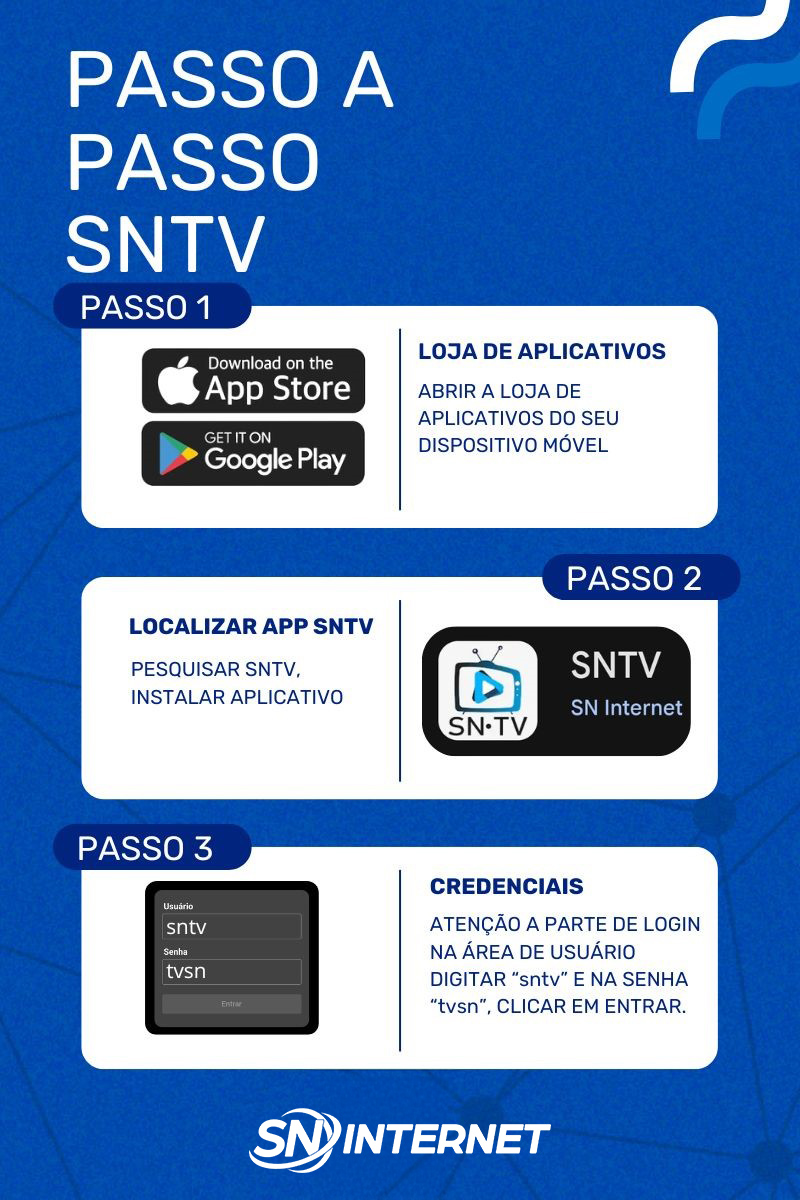 PASSO A
PASSO
SNTV
PASSO 1
Download on the
App Store
GET IT ON
Google Play
LOJA DE APLICATIVOS
ABRIR A LOJA DE
APLICATIVOS DO SEU
DISPOSITIVO MÓVEL
PASSO 2
LOCALIZAR APP SNTV
PESQUISAR SNTV,
INSTALAR APLICATIVO
SN•TV
SNTV
SN Internet
PASSO 3
Usuário
sntv
Senha
tvsn
Entrar
CREDENCIAIS
ATENÇÃO A PARTE DE LOGIN
NA ÁREA DE USUÁRIO
DIGITAR “sntv” E NA SENHA
“tvsn”, CLICAR EM ENTRAR.
SN INTERNET